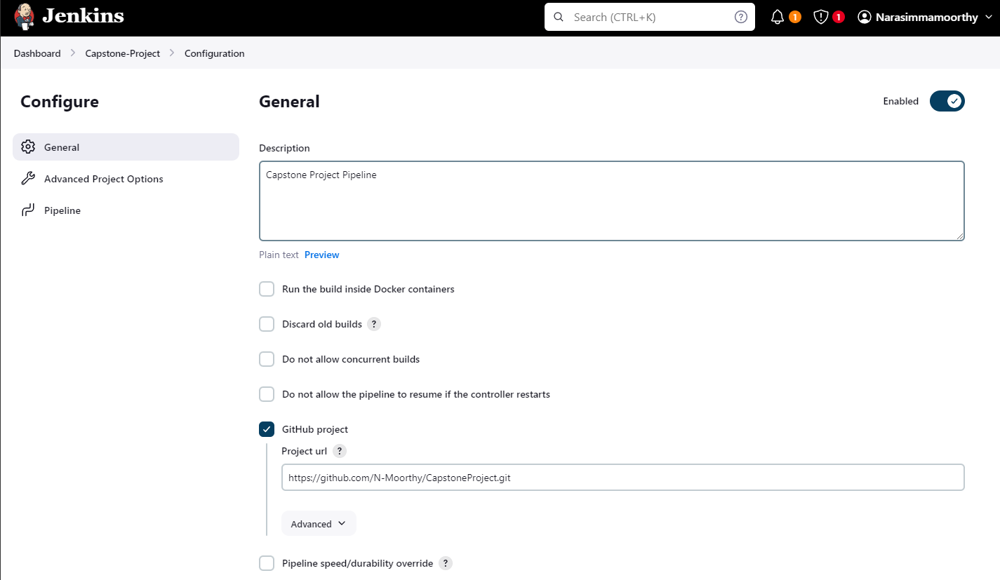 Jenkins
Search (CTRL+K)
?
1
1
Narasimmamoorthy
Dashboard
Capstone-Project
Configuration
Configure
General
Enabled
General
Advanced Project Options
Pipeline
Description
Capstone Project Pipeline
Plain text Preview
Run the build inside Docker containers
Discard old builds ?
Do not allow concurrent builds
Do not allow the pipeline to resume if the controller restarts
GitHub project
Project url ?
https://github.com/N-Moorthy/CapstoneProject.git
Advanced
Pipeline speed/durability override ?